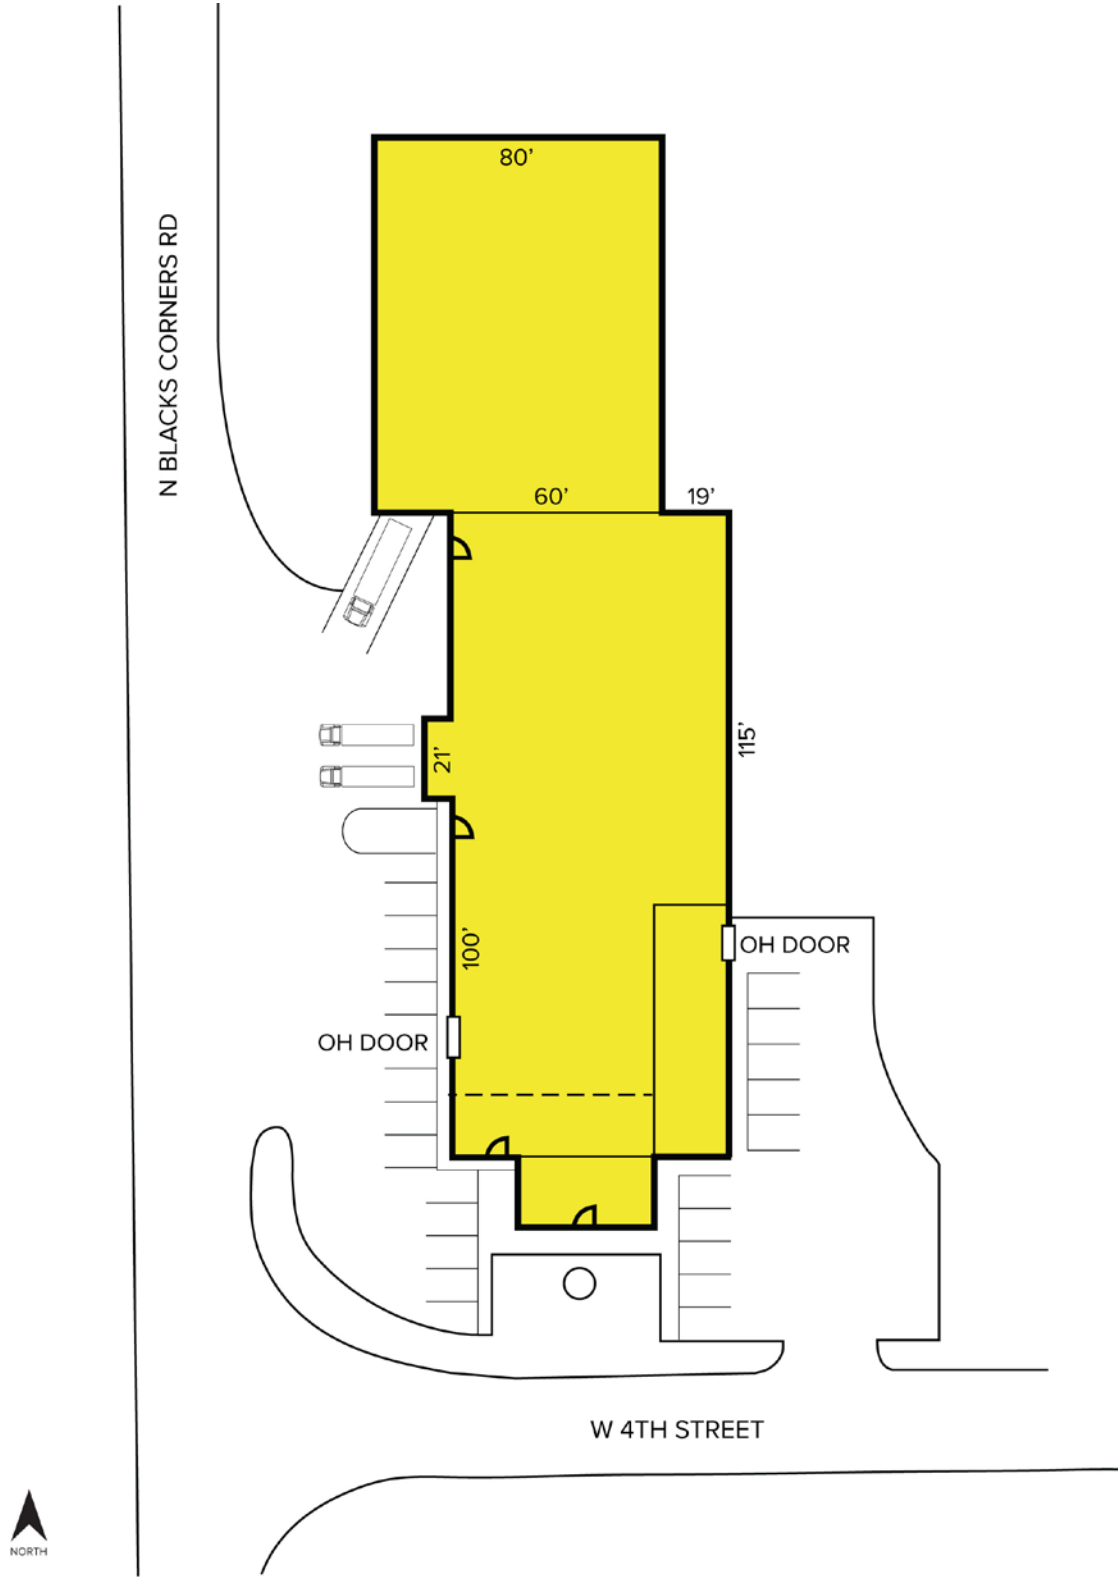 80’
N BLACKS CORNERS RD
60’
19’
21’
115’
100’
OH DOOR
OH DOOR
W 4TH STREET
NORTH